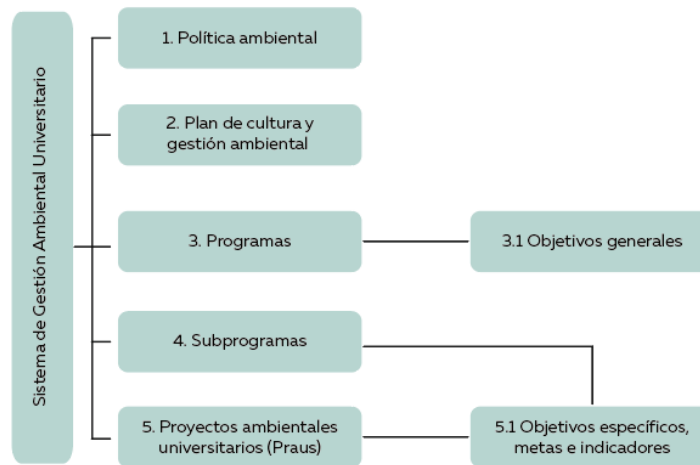 Sistema de Gestión Ambiental Universitario
1. Política ambiental
2. Plan de cultura y
gestión ambiental
3. Programas
3.1 Objetivos generales
4. Subprogramas
5. Proyectos ambientales
universitarios (Praus)
5.1 Objetivos específicos,
metas e indicadores